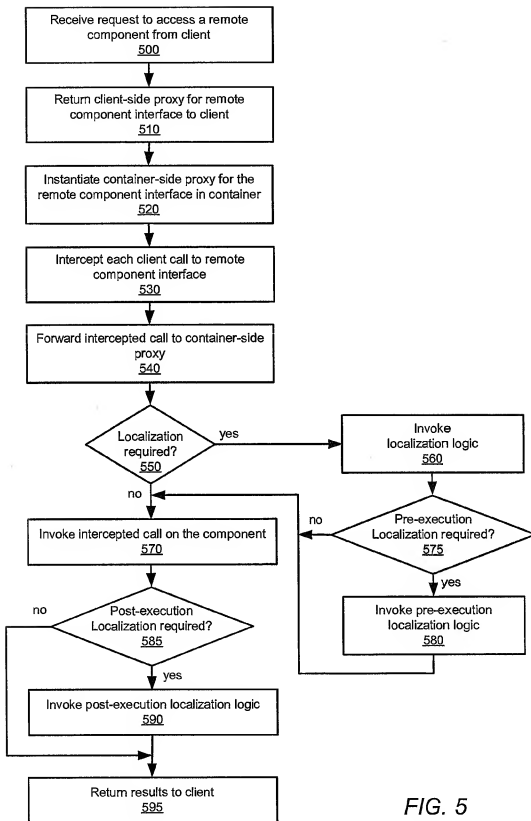 Receive request to access a remote
component from client
500
Return client-side proxy for remote
component interface to client
510
Instantiate container-side proxy for the
remote component interface in container
520
Intercept each client call to remote
component interface
530
Forward intercepted call to container-side
proxy
540
Localization
required?
550
yes
no
Invoke
localization logic
560
Pre-execution
Localization required?
575
no
yes
Invoke pre-execution
localization logic
580
Invoke intercepted call on the component
570
Post-execution
Localization required?
585
no
yes
Invoke post-execution localization logic
590
Return results to client
595
FIG. 5